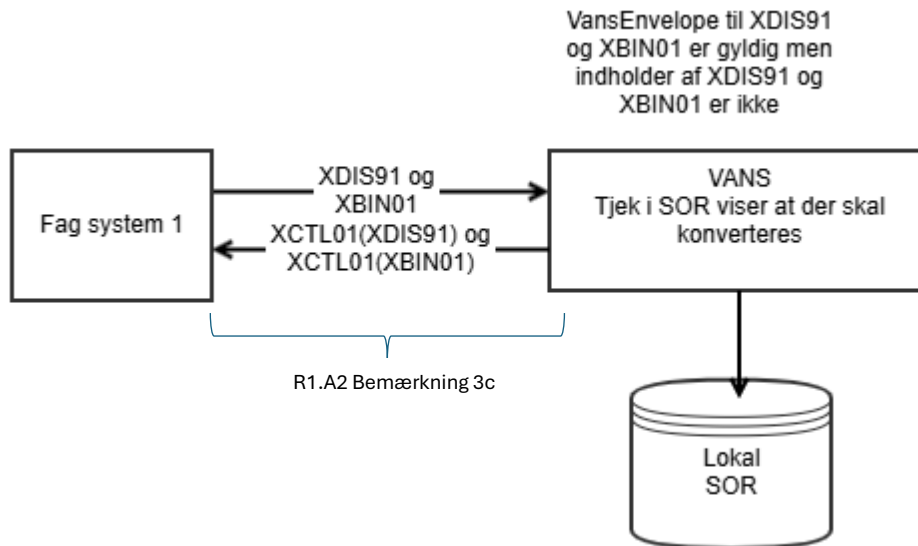 VansEnvelope til XDIS91
og XBIN01 er gyldig men
indholder af XDIS91 og
XBIN01 er ikke
Fag system 1
XDIS91 og
XBIN01
XCTL01(XDIS91) og
XCTL01(XBIN01)
VANS
Tjek i SOR viser at der skal
konverteres
R1.A2 Bemærkning 3c
Lokal
SOR